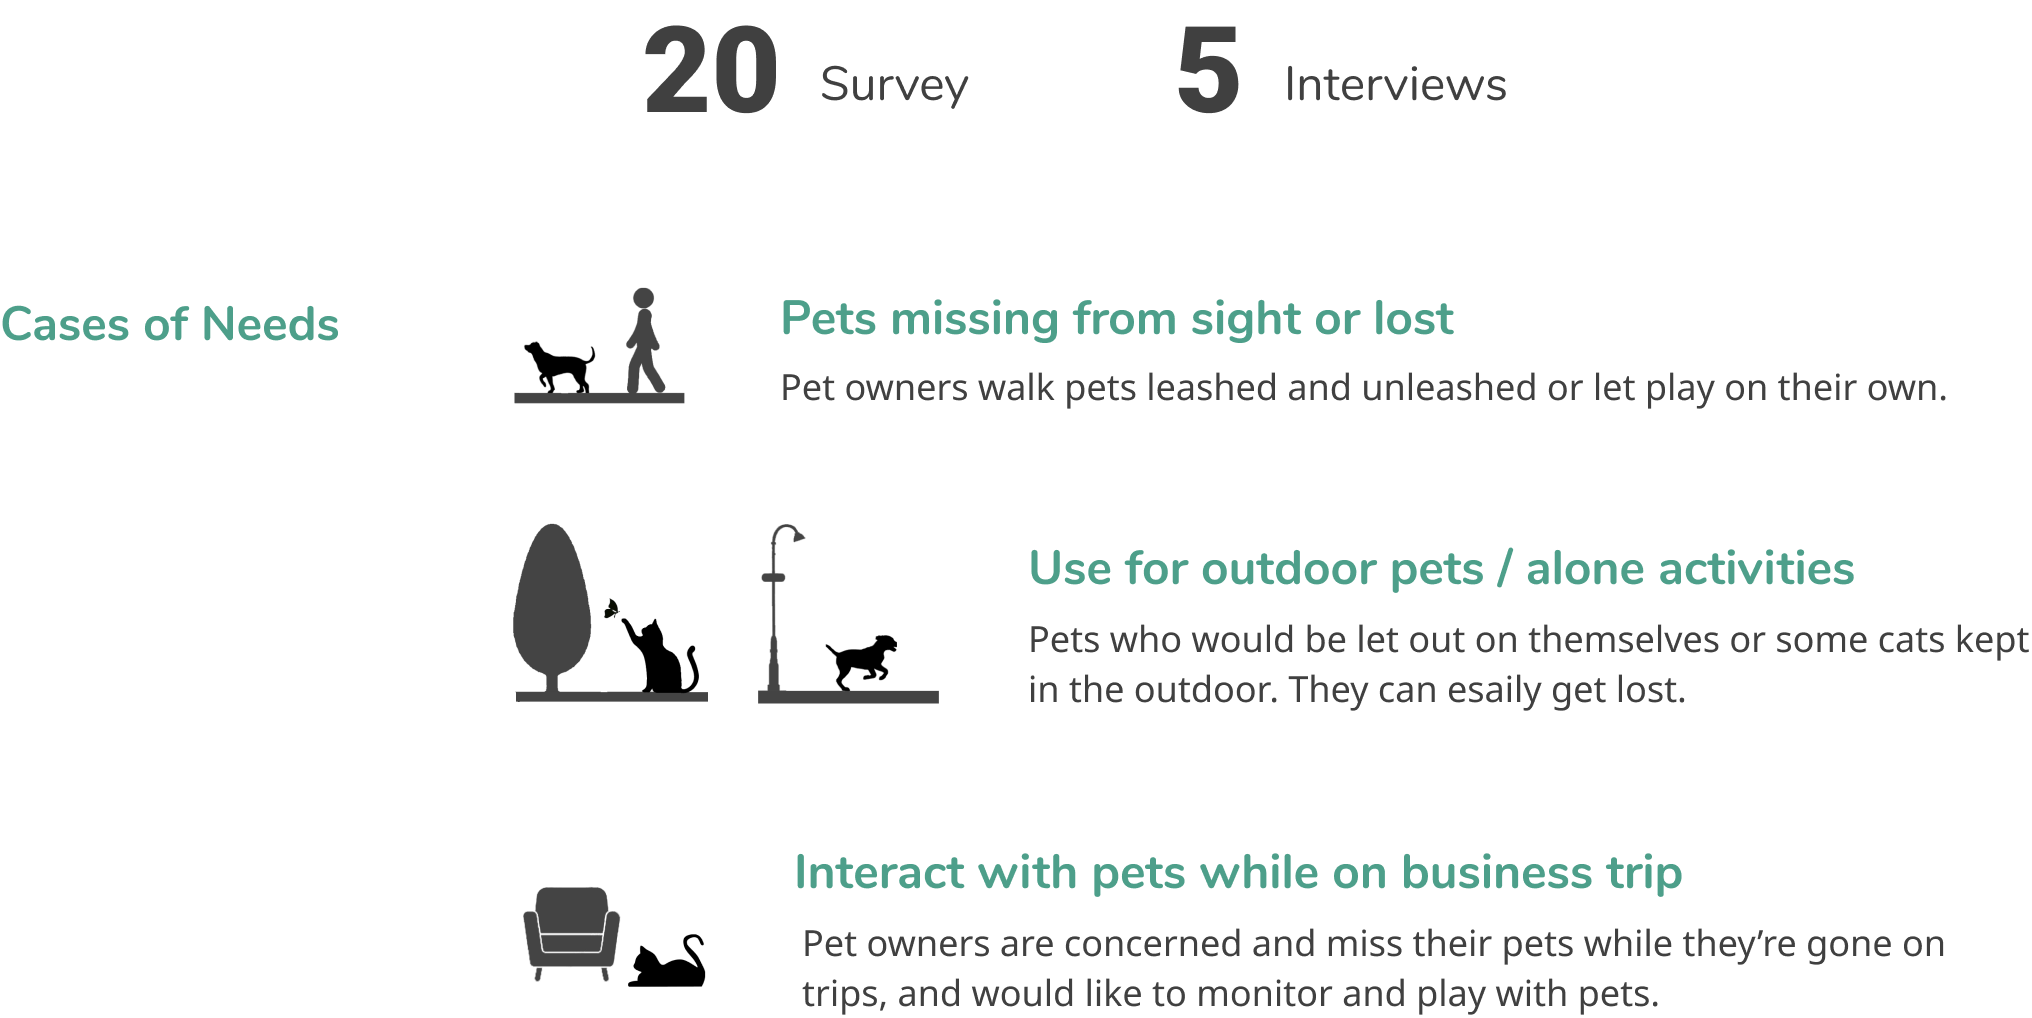 20 Survey 5 Interviews
Cases of Needs
Pets missing from sight or lost
Pet owners walk pets leashed and unleashed or let play on their own.
Use for outdoor pets / alone activities
Pets who would be let out on themselves or some cats kept
in the outdoor. They can esaily get lost.
Interact with pets while on business trip
Pet owners are concerned and miss their pets while they’re gone on
trips, and would like to monitor and play with pets.